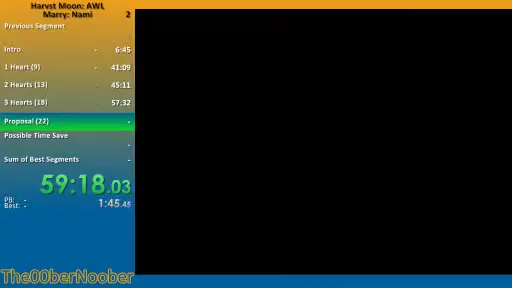 Harvst Moon: AWL
Marry: Nami 2
Previous Segment
-
Intro - 6:45
1 Heart (9) - 41:09
2 Hearts (13) - 45:11
3 Hearts (18) 57:32
Proposal (22) -
Possible Time Save
-
Sum of Best Segments -
59:18.03
PB: -
Best: - 1:45.45
The00berNoober